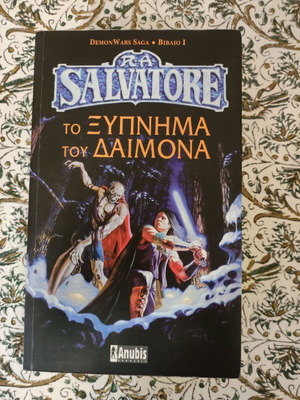 DEMONWARS SAGA • ΒΙΒΛΙΟ I
R.A.
SALVATORE
ΤΟ ΞΥΠΝΗΜΑ
ΤΟΥ ΔΑΙΜΟΝΑ
Anubis